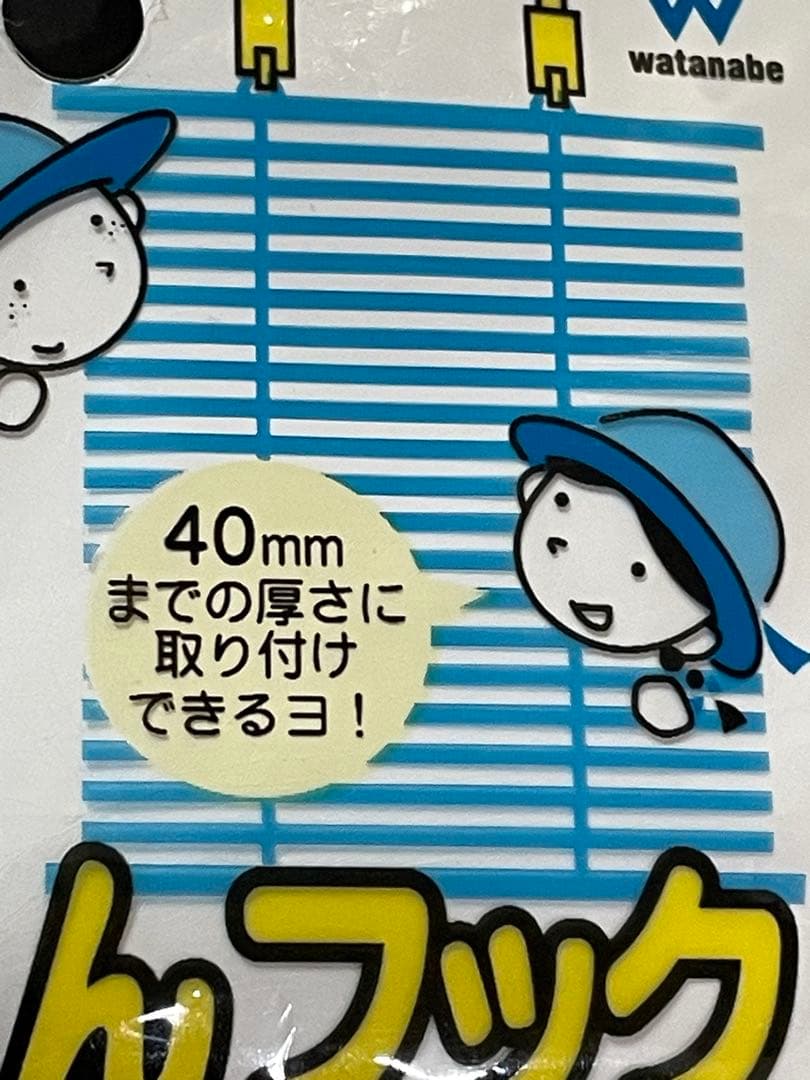 watanabe
40mm
までの厚さに
取り付け
できるヨ！
んフック